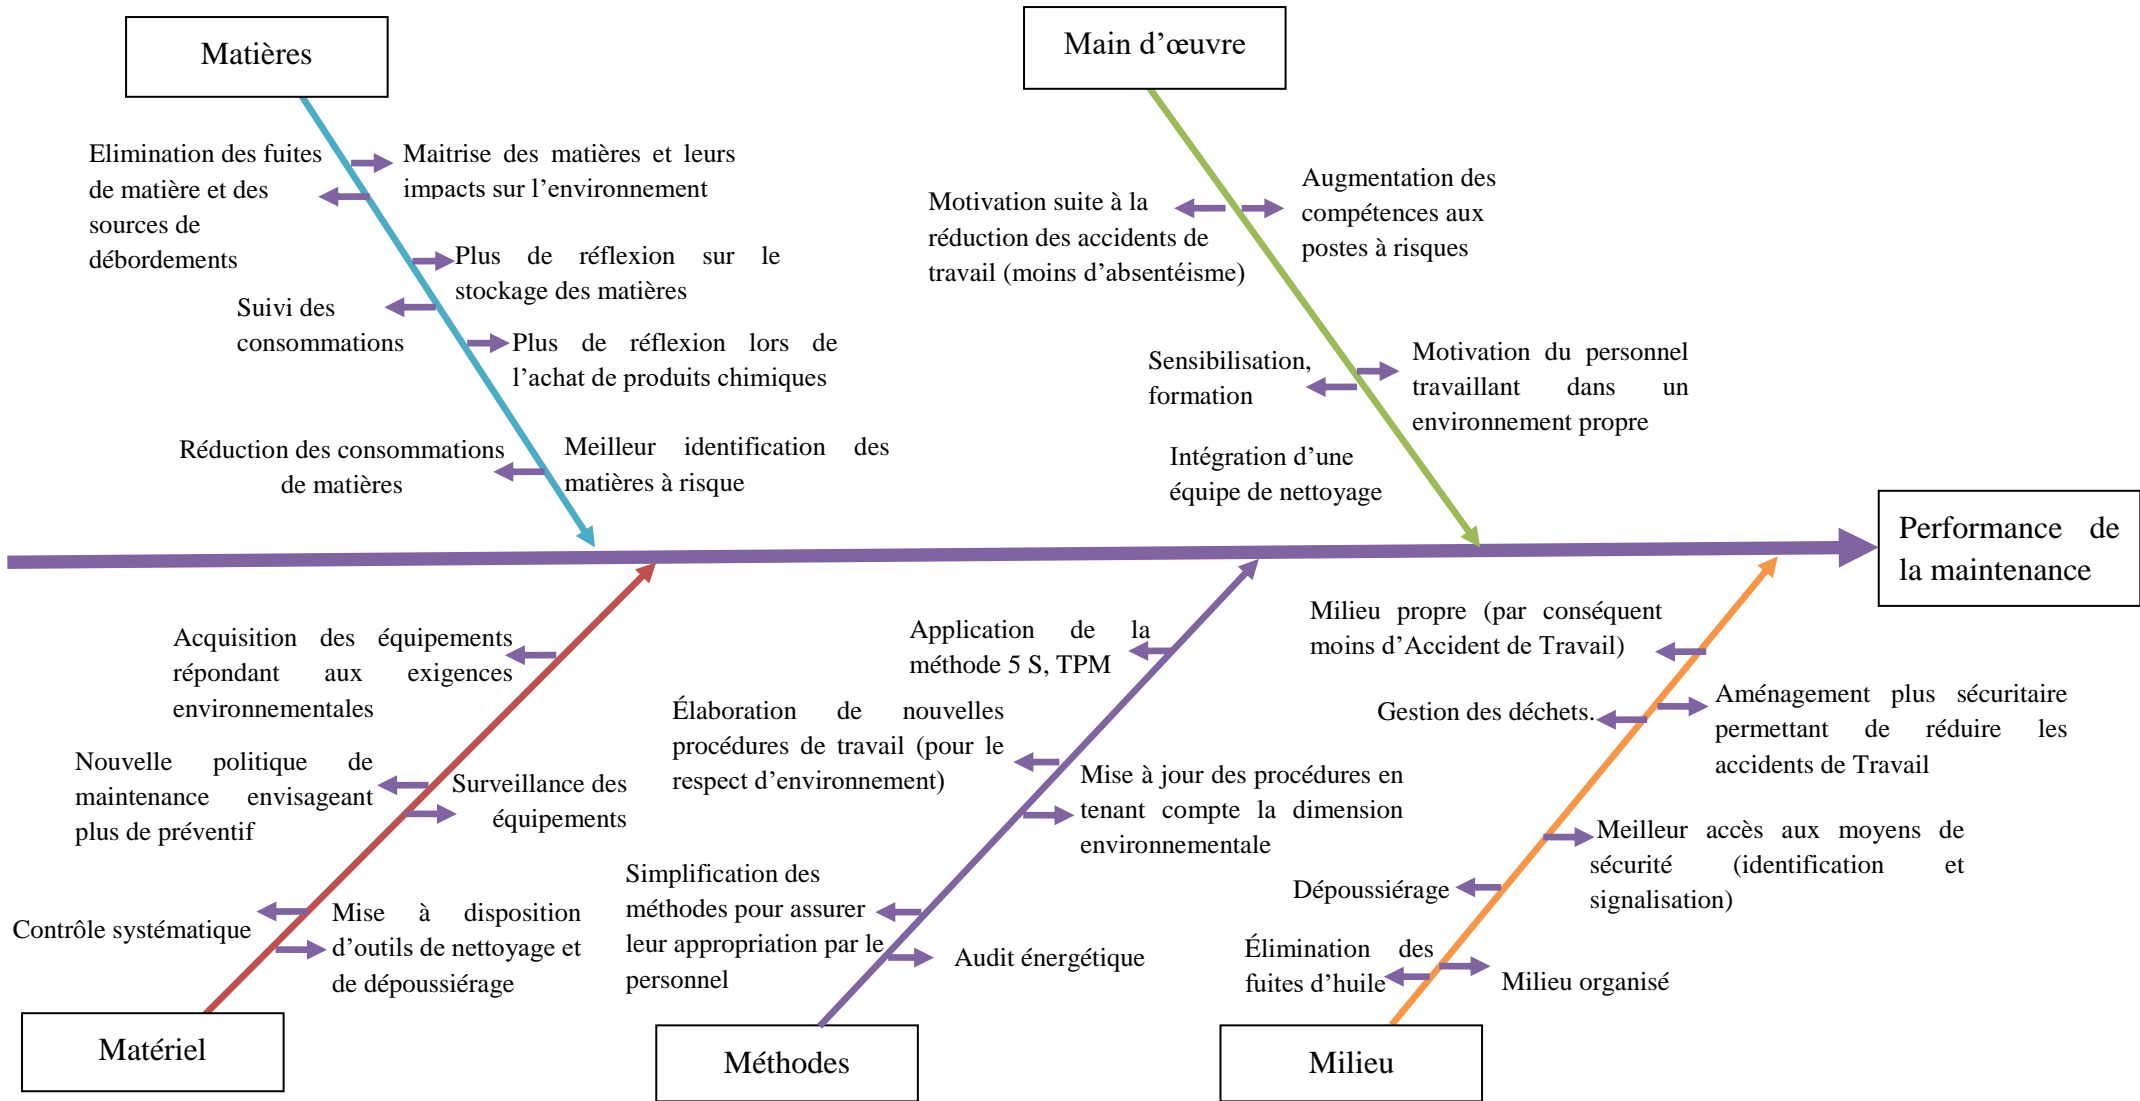 Matières
Main d’œuvre
Elimination des fuites
de matière et des
sources de
débordements
Maitrise des matières et leurs
impacts sur l’environnement
Plus de réflexion sur le
stockage des matières
Suivi des
consommations
Plus de réflexion lors de
l’achat de produits chimiques
Réduction des consommations
de matières
Meilleur identification des
matières à risque
Motivation suite à la
réduction des accidents de
travail (moins d’absentéisme)
Augmentation des
compétences aux
postes à risques
Sensibilisation,
formation
Motivation du personnel
travaillant dans un
environnement propre
Intégration d’une
équipe de nettoyage
Performance de
la maintenance
Acquisition des équipements
répondant aux exigences
environnementales
Nouvelle politique de
maintenance envisageant
plus de préventif
Surveillance des
équipements
Contrôle systématique
Mise à disposition
d’outils de nettoyage et
de dépoussiérage
Application de la
méthode 5 S, TPM
Élaboration de nouvelles
procédures de travail (pour le
respect d’environnement)
Mise à jour des procédures en
tenant compte la dimension
environnementale
Simplification des
méthodes pour assurer
leur appropriation par le
personnel
Audit énergétique
Milieu propre (par conséquent
moins d’Accident de Travail)
Gestion des déchets.
Aménagement plus sécuritaire
permettant de réduire les
accidents de Travail
Meilleur accès aux moyens de
sécurité (identification et
signalisation)
Dépoussiérage
Élimination des
fuites d’huile
Milieu organisé
Matériel
Méthodes
Milieu